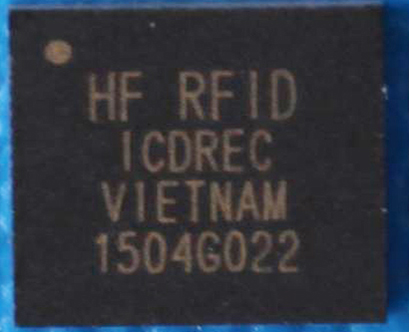 HF RFID
ICDREC
VIETNAM
1504G022